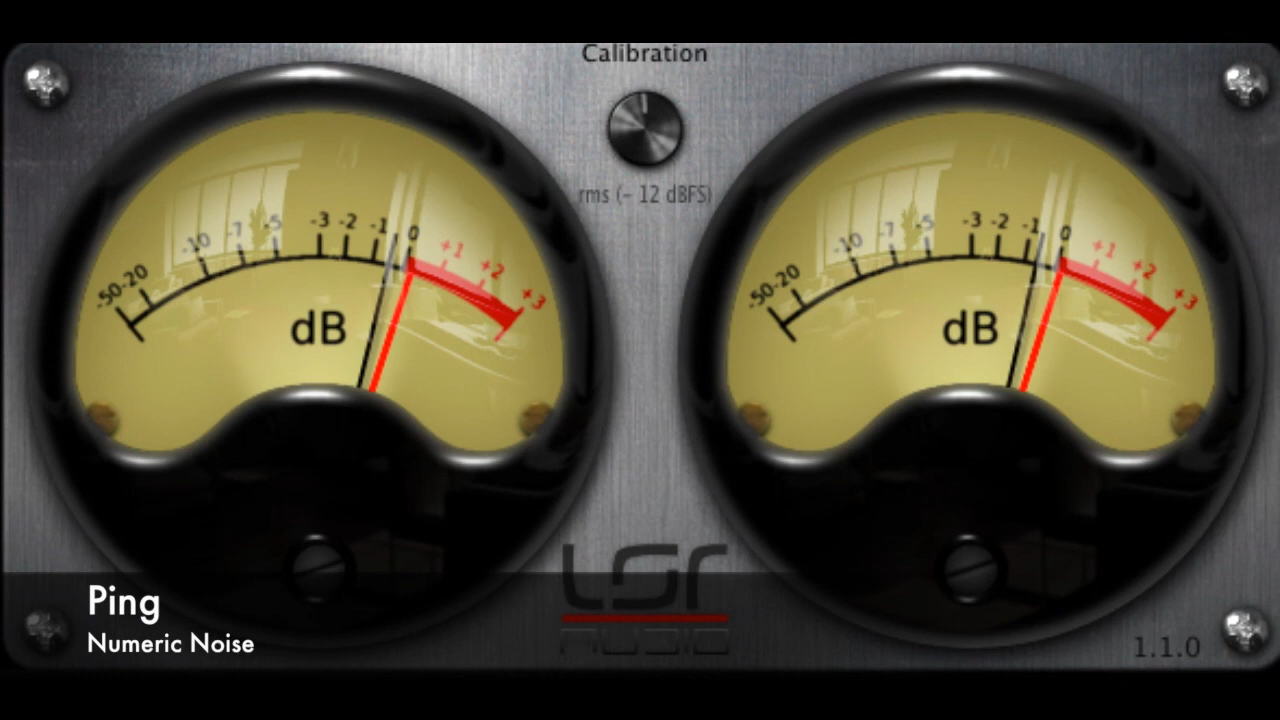 Calibration
rms (- 12 dBFS)
-50 -20 -10 -7 -5 -3 -2 -1 0 +1 +2 +3
dB
-50 -20 -10 -7 -5 -3 -2 -1 0 +1 +2 +3
dB
lsr
AUDIO
Ping
Numeric Noise
1.1.0